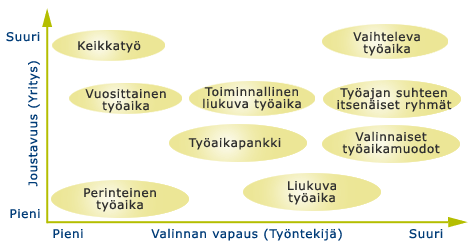 Suuri
Keikkatyö
Vaihteleva
työaika
Joustavuus (Yritys)
Vuosittainen
työaika
Toiminnallinen
liukuva työaika
Työajan suhteen
itsenäiset ryhmät
Työaikapankki
Valinnaiset
työaikamuodot
Perinteinen
työaika
Liukuva
työaika
Pieni
Pieni
Valinnan vapaus (Työntekijä)
Suuri